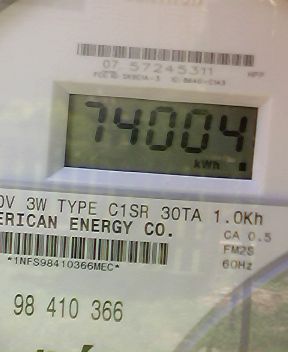 07 57245311
74004
kWh
0V 3W TYPE C1SR 30TA 1.0Kh
ERICAN ENERGY CO.
CA 0.5
FM2S
60Hz
*1NFS98410366MEC*
98 410 366